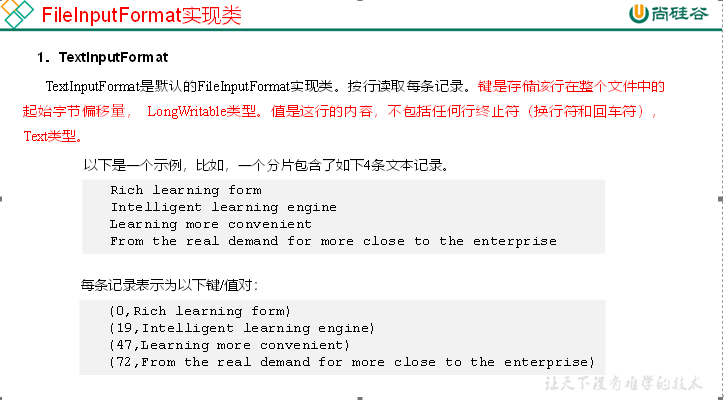 FileInputFormat实现类
尚硅谷
1. TextInputFormat
TextInputFormat是默认的FileInputFormat实现类。按行读取每条记录。键是存储该行在整个文件中的
起始字节偏移量， LongWritable类型。值是这行的内容，不包括任何行终止符（换行符和回车符），
Text类型。
以下是一个示例，比如，一个分片包含了如下4条文本记录。
Rich learning form
Intelligent learning engine
Learning more convenient
From the real demand for more close to the enterprise
每条记录表示为以下键/值对：
(0,Rich learning form)
(19,Intelligent learning engine)
(47,Learning more convenient)
(72,From the real demand for more close to the enterprise)
让天下没有难学的技术